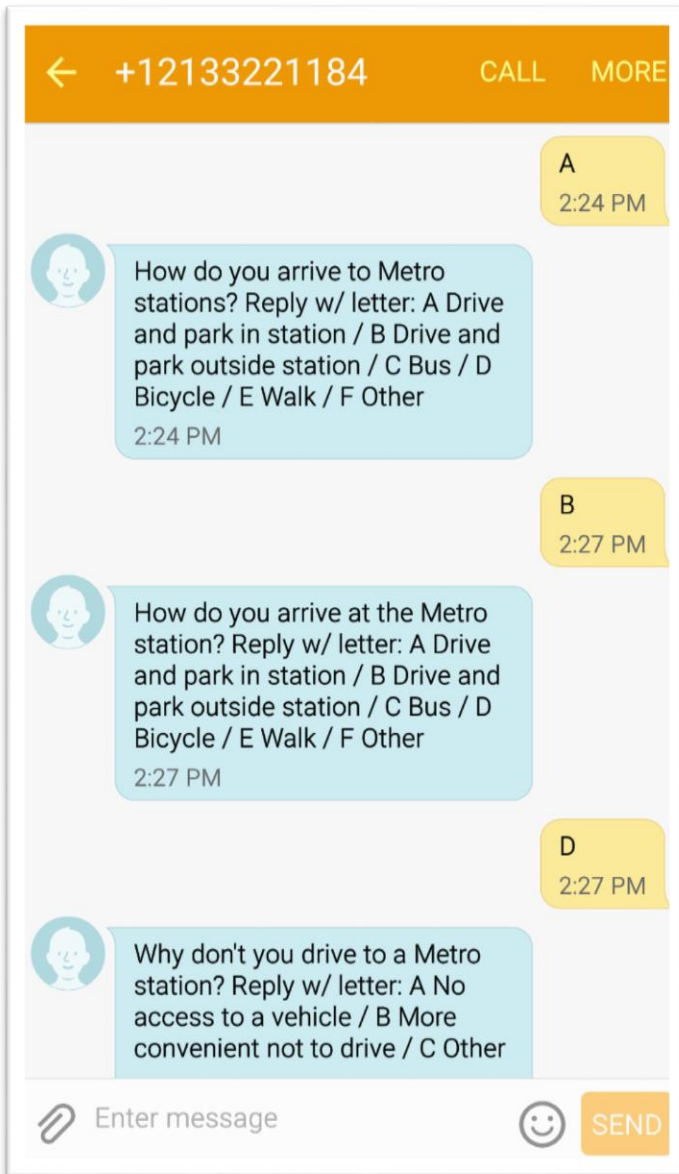 +12133221184 CALL MORE
A
2:24 PM
How do you arrive to Metro
stations? Reply w/ letter: A Drive
and park in station / B Drive and
park outside station / C Bus / D
Bicycle / E Walk / F Other
2:24 PM
B
2:27 PM
How do you arrive at the Metro
station? Reply w/ letter: A Drive
and park in station / B Drive and
park outside station / C Bus / D
Bicycle / E Walk / F Other
2:27 PM
D
2:27 PM
Why don't you drive to a Metro
station? Reply w/ letter: A No
access to a vehicle / B More
convenient not to drive / C Other
Enter message SEND